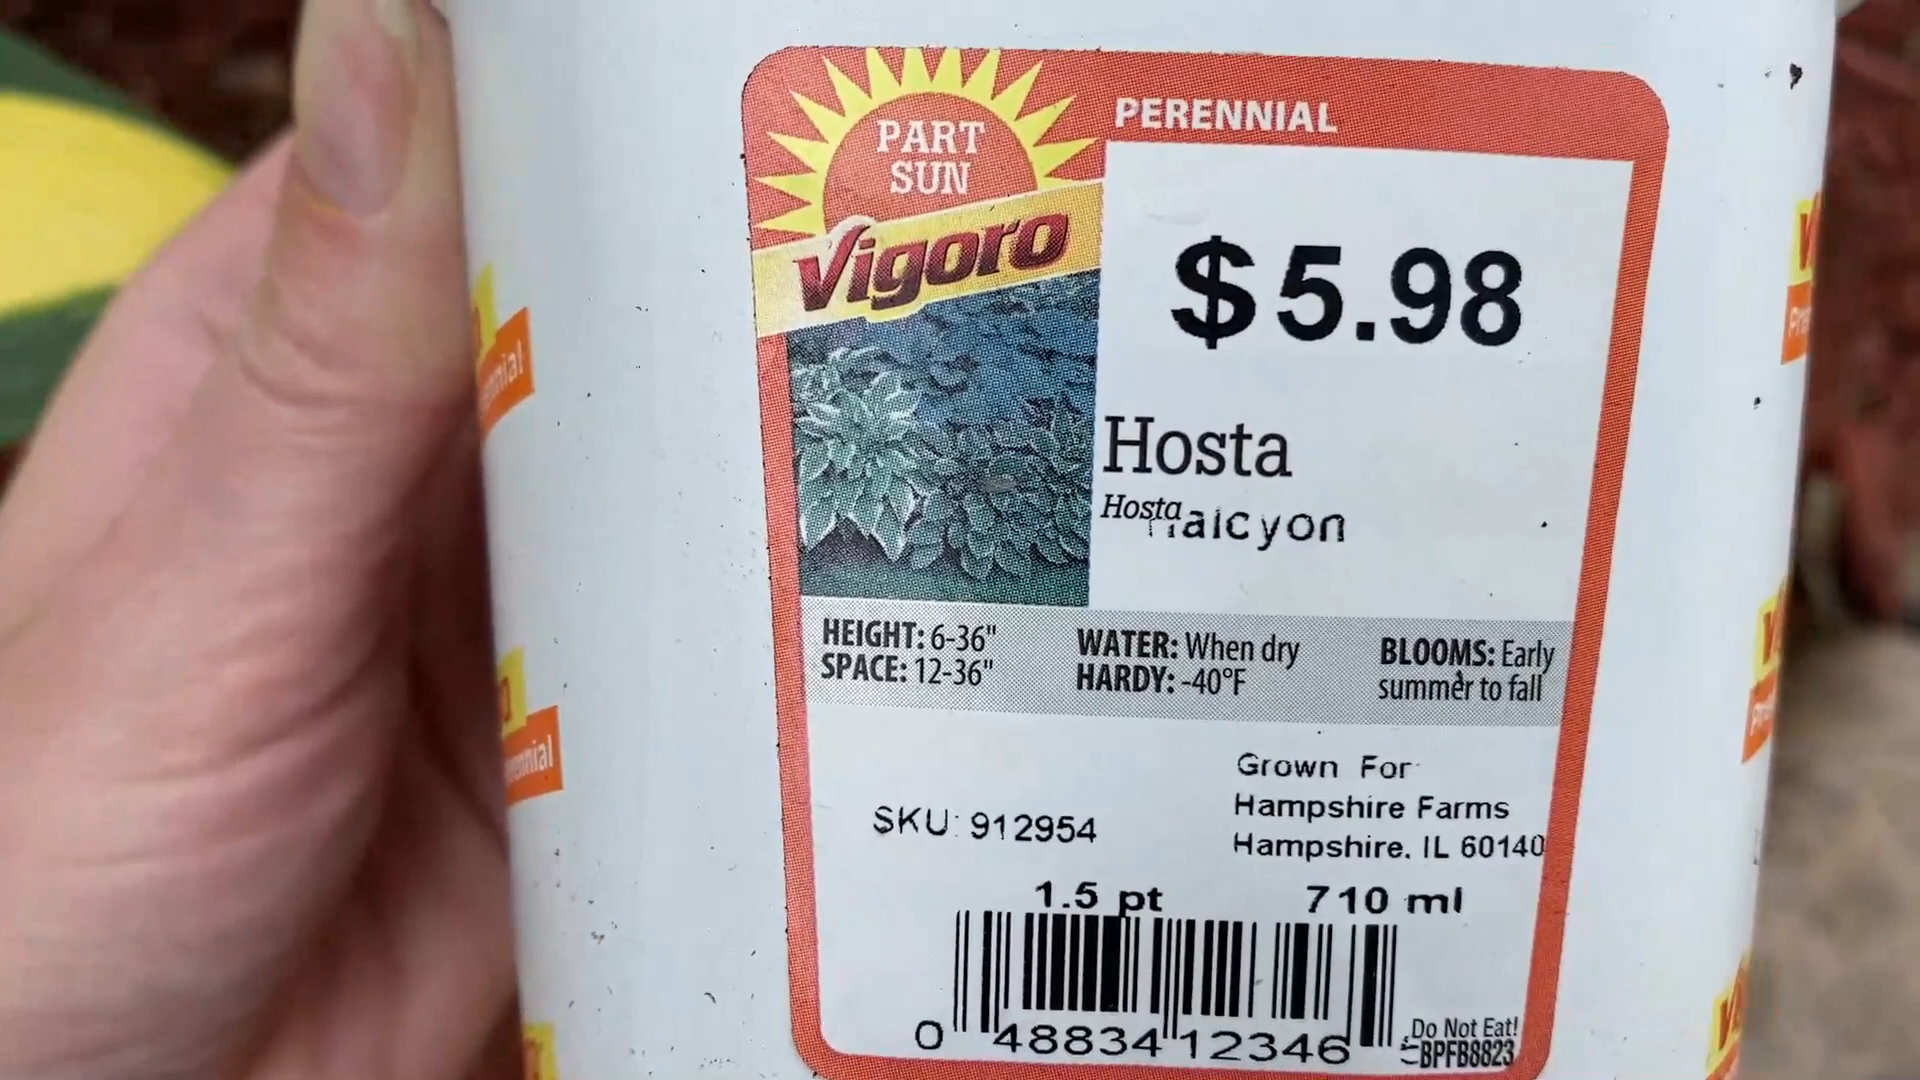 PERENNIAL
PART
SUN
Vigoro
$5.98
Hosta
Hosta
Halcyon
HEIGHT: 6-36"
SPACE: 12-36"
WATER: When dry
HARDY: -40°F
BLOOMS: Early
summer to fall
Grown For
Hampshire Farms
Hampshire. IL 60140
SKU: 912954
1.5 pt 710 ml
0 48834 12346
Do Not Eat!
BPFB8823